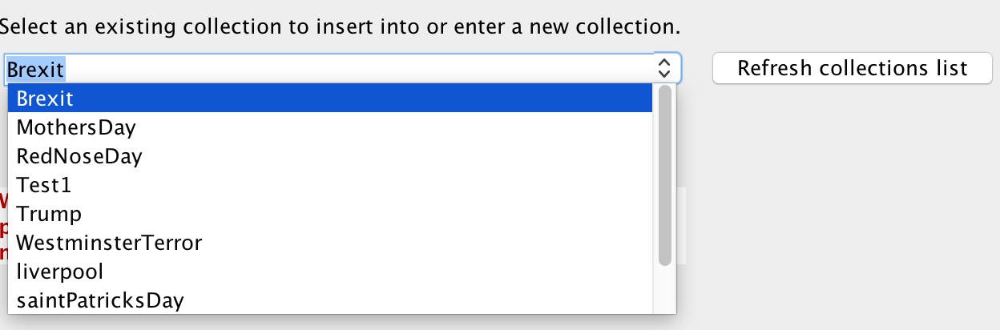 Select an existing collection to insert into or enter a new collection.
Brexit
Refresh collections list
Brexit
MothersDay
RedNoseDay
Test1
Trump
WestminsterTerror
liverpool
saintPatricksDay